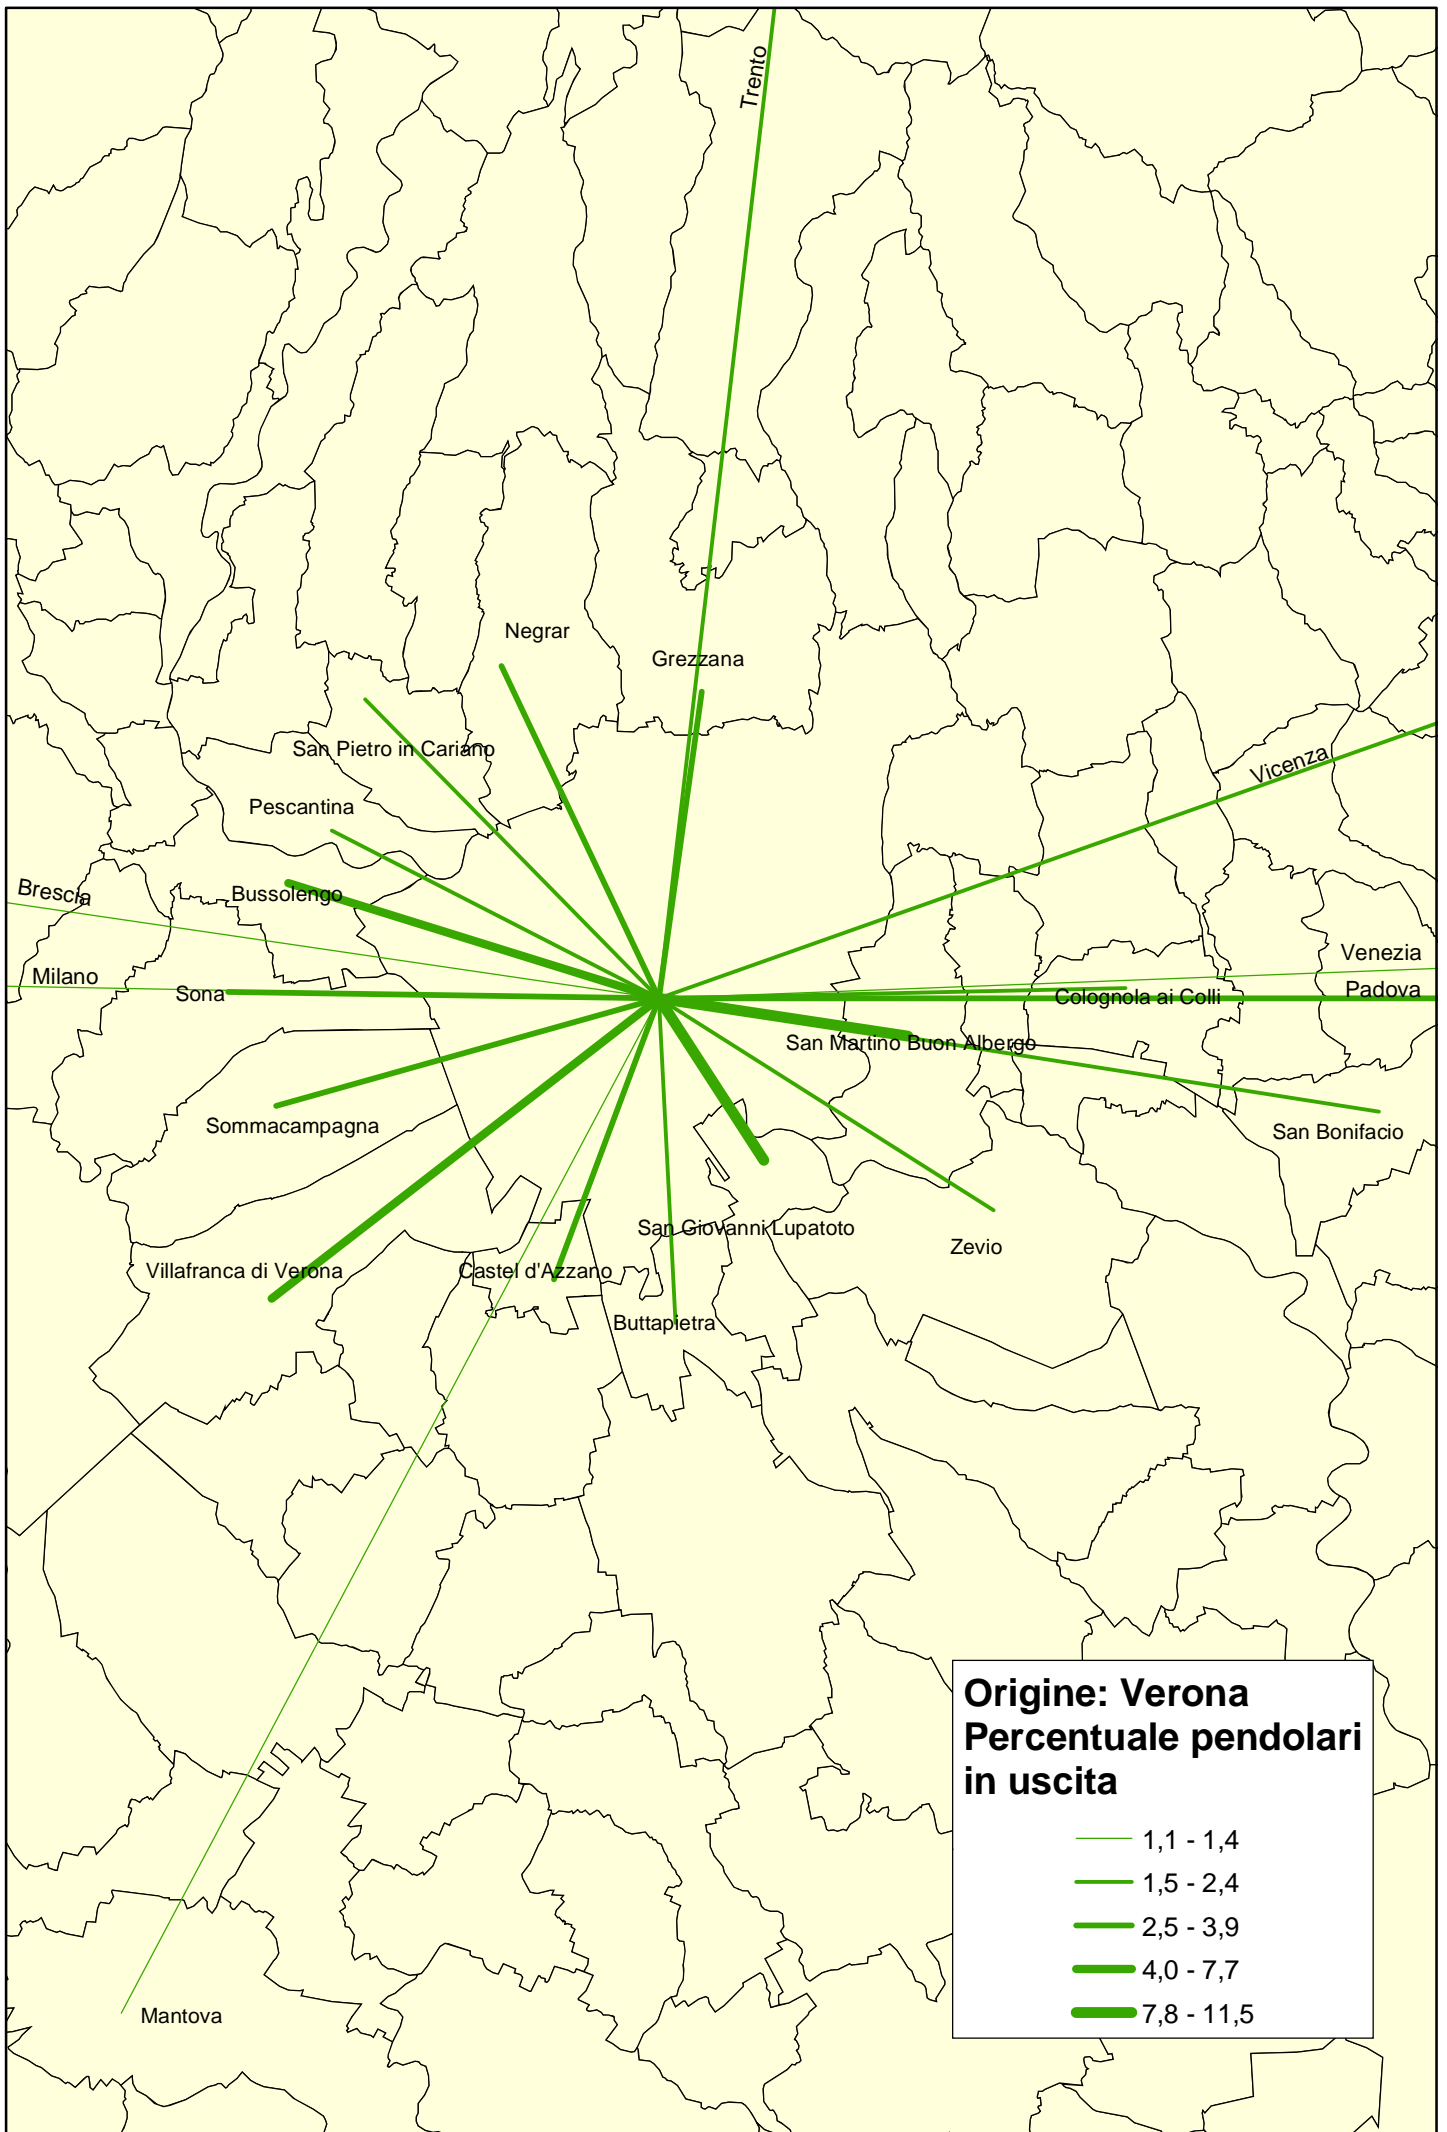 Trento
Negrar
Grezzana
San Pietro in Cariano
Vicenza
Pescantina
Brescia
Bussolengo
Venezia
Milano
Sona
Padova
Colognola ai Colli
San Martino Buon Albergo
Sommacampagna
San Bonifacio
San Giovanni Lupatoto
Zevio
Villafranca di Verona
Castel d'Azzano
Buttapietra
Origine: Verona
Percentuale pendolari
in uscita
1,1 - 1,4
1,5 - 2,4
2,5 - 3,9
4,0 - 7,7
7,8 - 11,5
Mantova